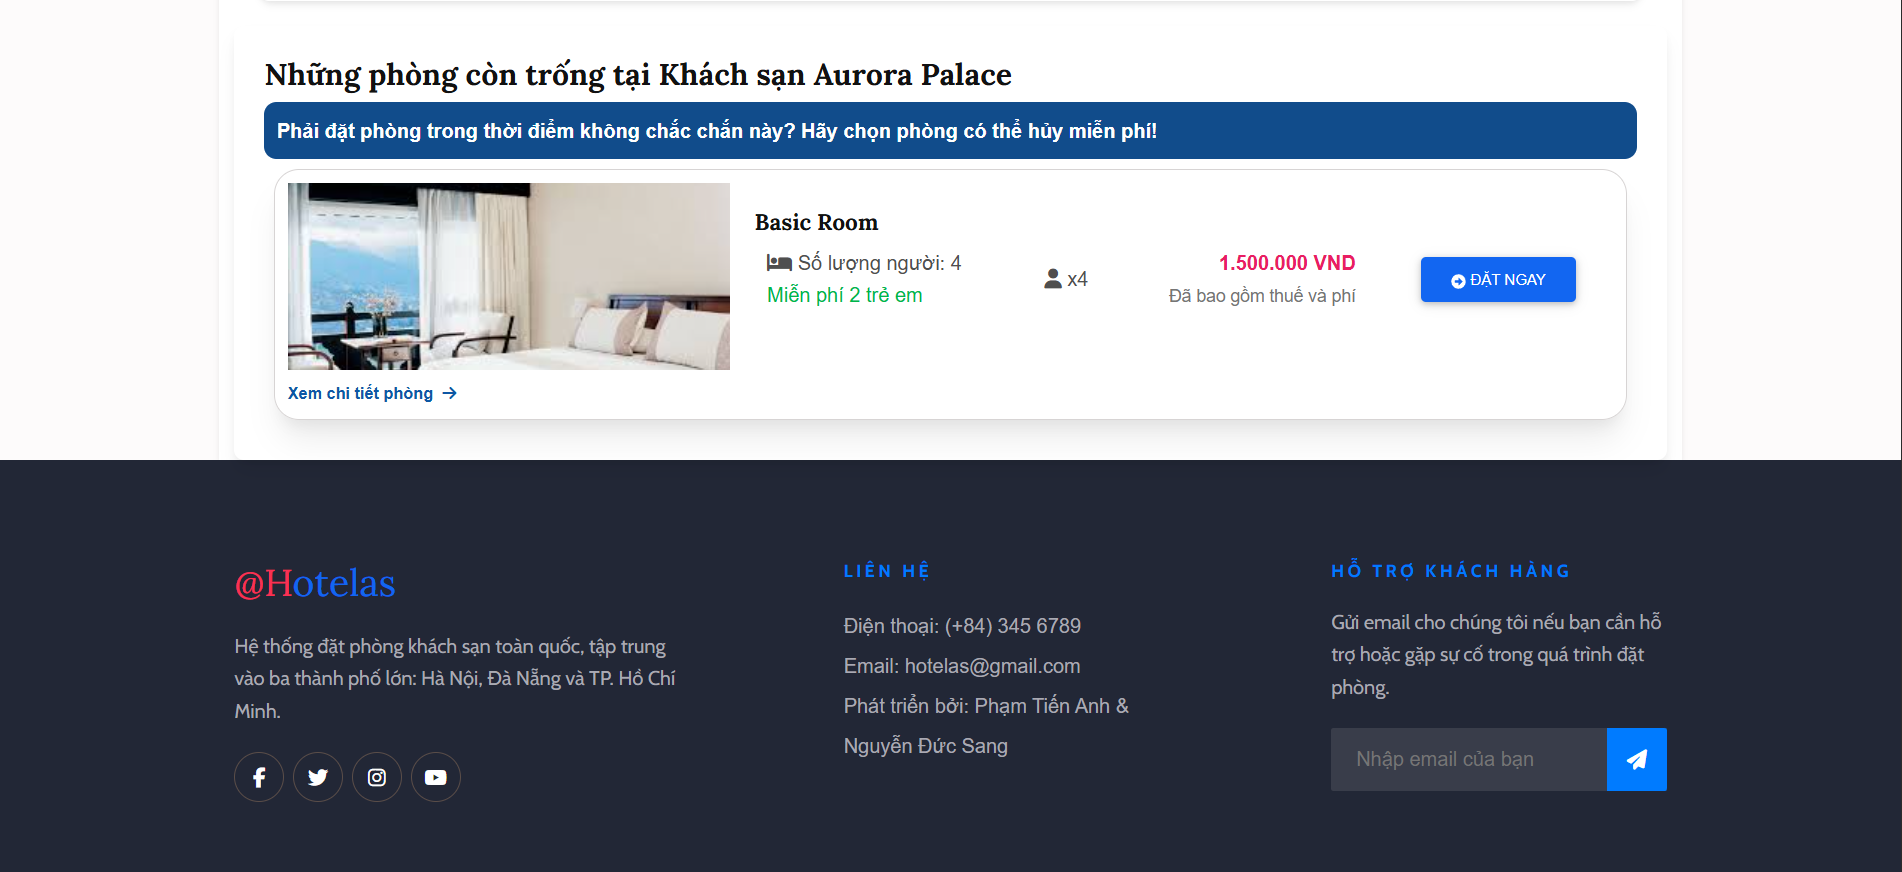 Những phòng còn trống tại Khách sạn Aurora Palace
Phải đặt phòng trong thời điểm không chắc chắn này? Hãy chọn phòng có thể hủy miễn phí!
Basic Room
Số lượng người: 4
Miễn phí 2 trẻ em
x4
1.500.000 VND
Đã bao gồm thuế và phí
ĐẶT NGAY
Xem chi tiết phòng
@Hotelas
Hệ thống đặt phòng khách sạn toàn quốc, tập trung
vào ba thành phố lớn: Hà Nội, Đà Nẵng và TP. Hồ Chí
Minh.
LIÊN HỆ
Điện thoại: (+84) 345 6789
Email: hotelas@gmail.com
Phát triển bởi: Phạm Tiến Anh &
Nguyễn Đức Sang
HỖ TRỢ KHÁCH HÀNG
Gửi email cho chúng tôi nếu bạn cần hỗ
trợ hoặc gặp sự cố trong quá trình đặt
phòng.
Nhập email của bạn